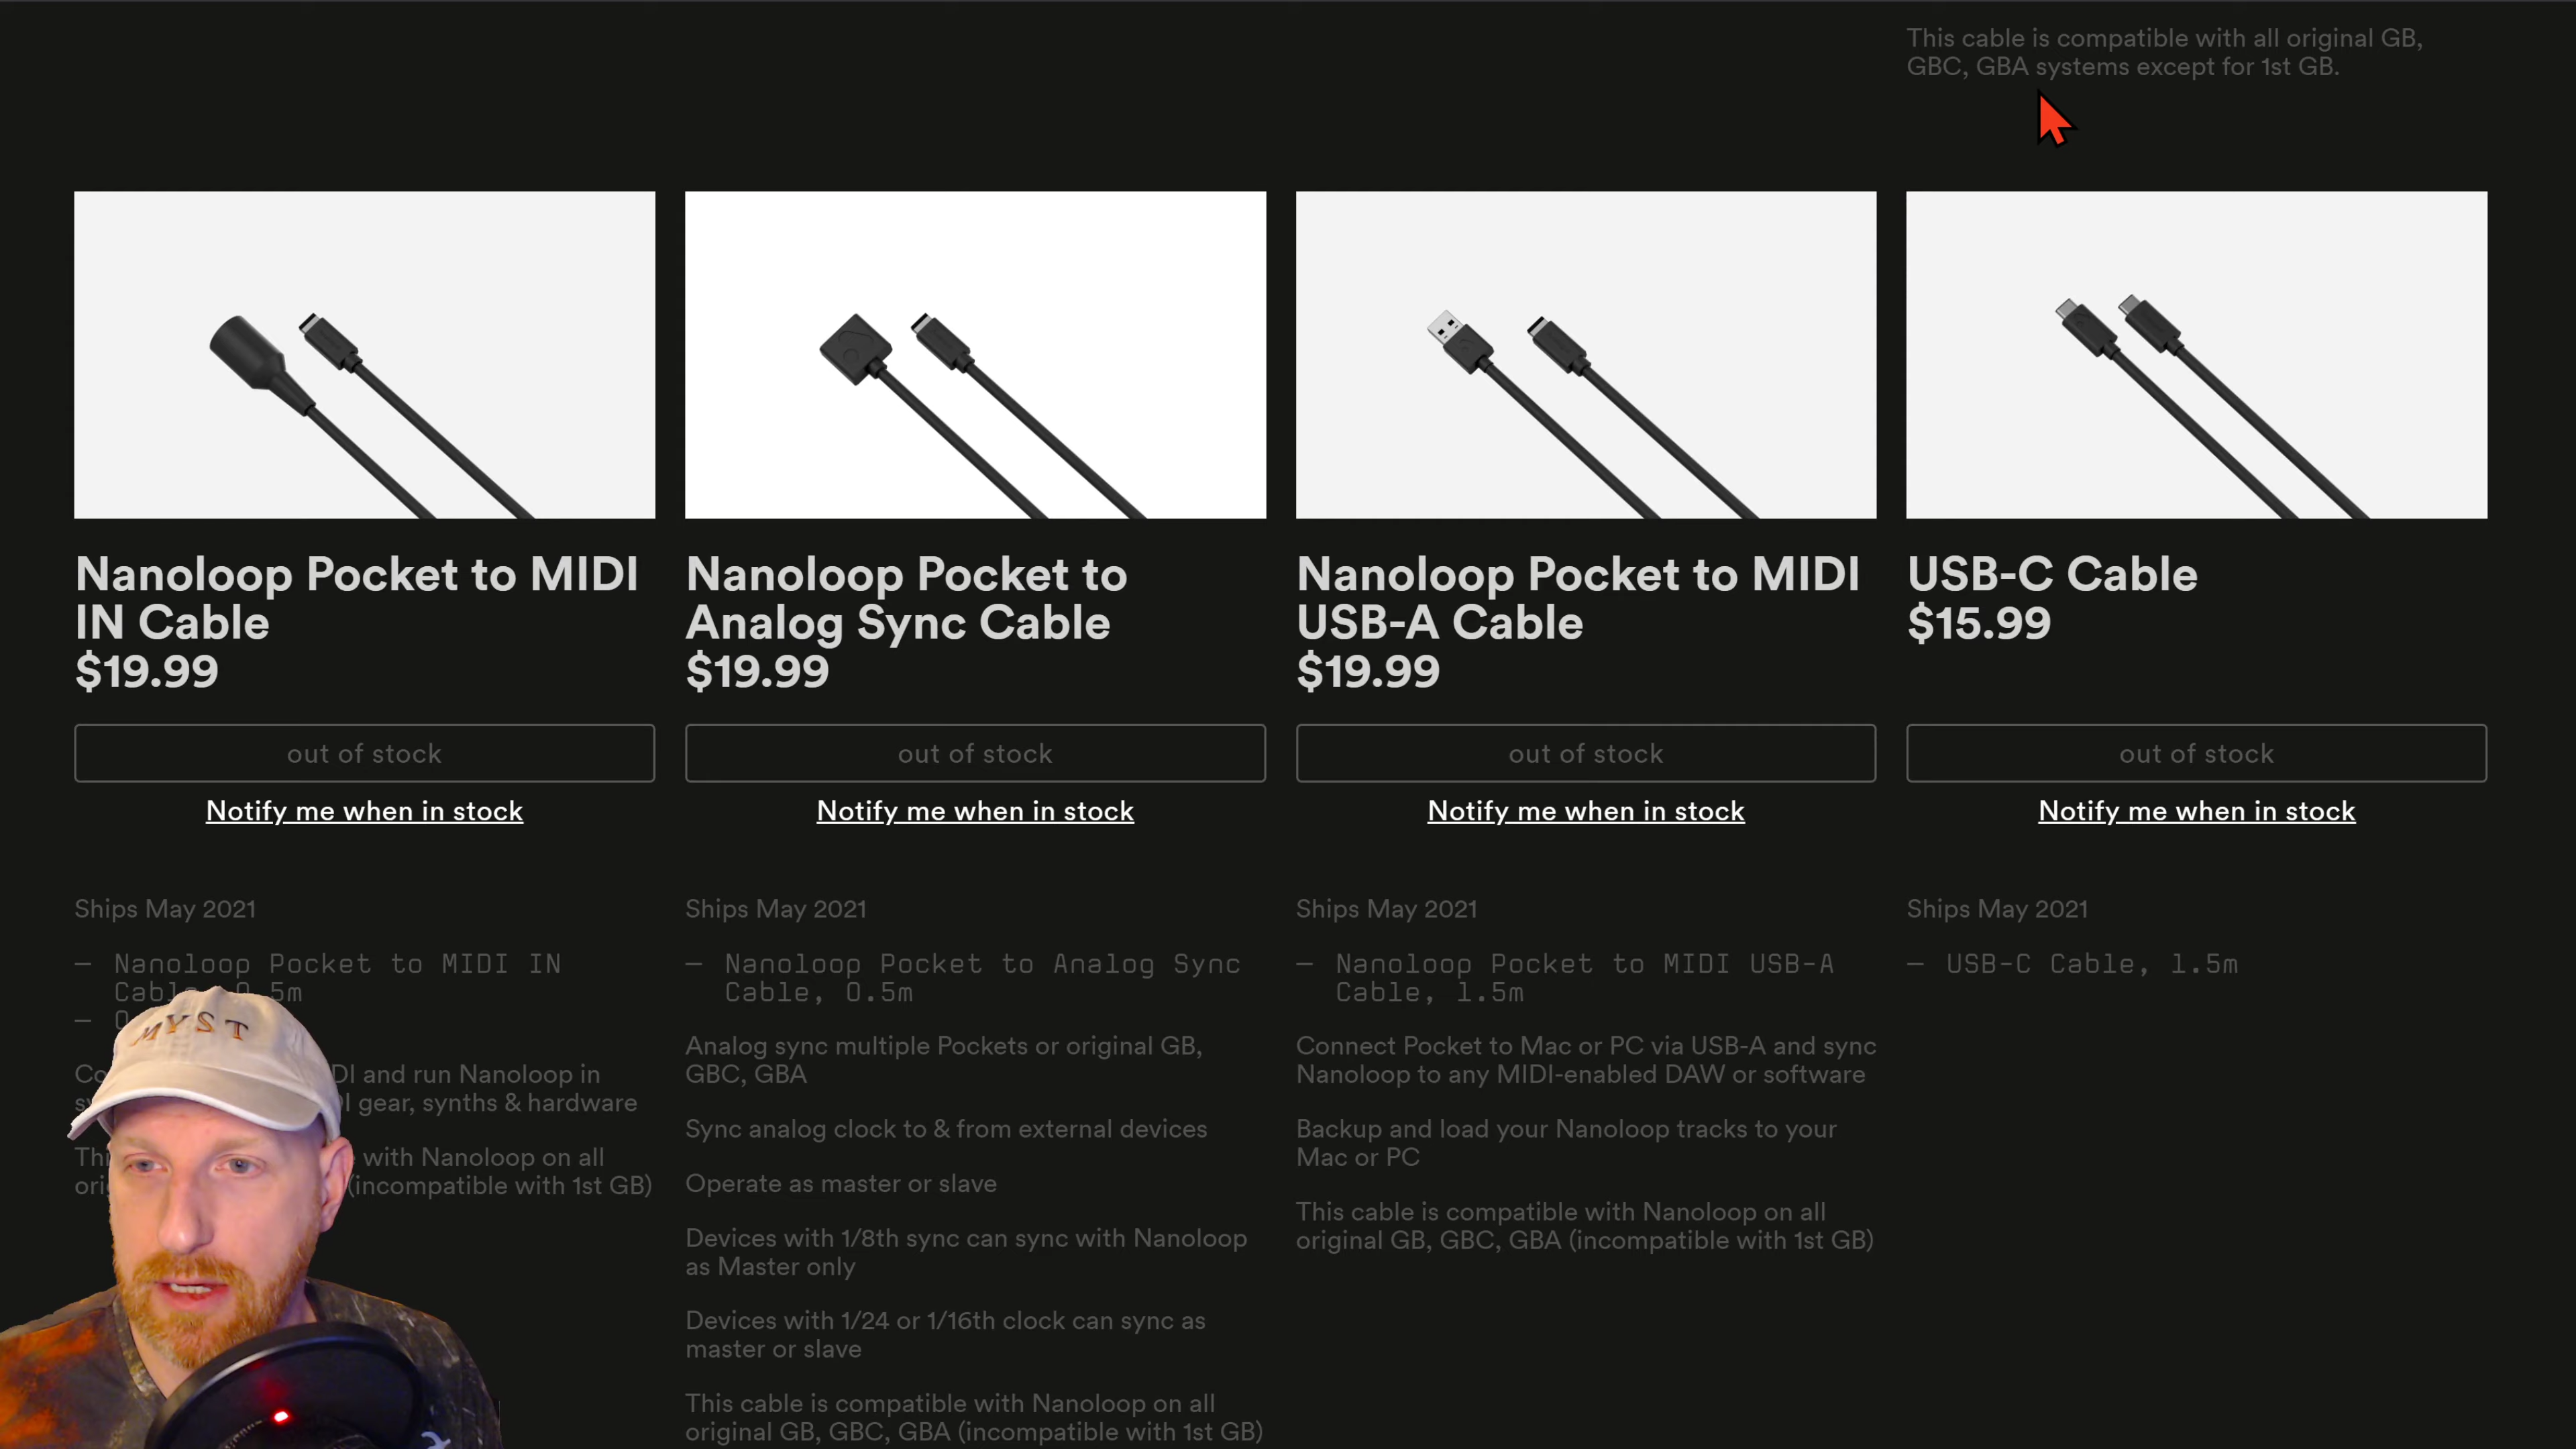 This cable is compatible with all original GB,
GBC, GBA systems except for 1st GB.
Nanoloop Pocket to MIDI
IN Cable
$19.99
out of stock
Notify me when in stock
Ships May 2021
— Nanoloop Pocket to MIDI IN
5m
—
DI and run Nanoloop in
gear, synths & hardware
with Nanoloop on all
(incompatible with 1st GB)
MYST
Nanoloop Pocket to
Analog Sync Cable
$19.99
out of stock
Notify me when in stock
Ships May 2021
— Nanoloop Pocket to Analog Sync
Cable, 0.5m
Analog sync multiple Pockets or original GB,
GBC, GBA
Sync analog clock to & from external devices
Operate as master or slave
Devices with 1/8th sync can sync with Nanoloop
as Master only
Devices with 1/24 or 1/16th clock can sync as
master or slave
This cable is compatible with Nanoloop on all
original GB, GBC, GBA (incompatible with 1st GB)
Nanoloop Pocket to MIDI
USB-A Cable
$19.99
out of stock
Notify me when in stock
Ships May 2021
— Nanoloop Pocket to MIDI USB-A
Cable, 1.5m
Connect Pocket to Mac or PC via USB-A and sync
Nanoloop to any MIDI-enabled DAW or software
Backup and load your Nanoloop tracks to your
Mac or PC
This cable is compatible with Nanoloop on all
original GB, GBC, GBA (incompatible with 1st GB)
USB-C Cable
$15.99
out of stock
Notify me when in stock
Ships May 2021
— USB-C Cable, 1.5m